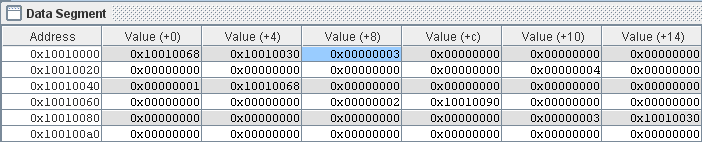 Data Segment
Address Value (+0) Value (+4) Value (+8) Value (+c) Value (+10) Value (+14)
0x10010000 0x10010068 0x10010030 0x00000003 0x00000000 0x00000000 0x00000000
0x10010020 0x00000000 0x00000000 0x00000000 0x00000000 0x00000004 0x00000000
0x10010040 0x00000001 0x10010068 0x00000000 0x00000000 0x00000000 0x00000000
0x10010060 0x00000000 0x00000000 0x00000002 0x10010090 0x00000000 0x00000000
0x10010080 0x00000000 0x00000000 0x00000000 0x00000000 0x00000003 0x10010030
0x100100a0 0x00000000 0x00000000 0x00000000 0x00000000 0x00000000 0x00000000